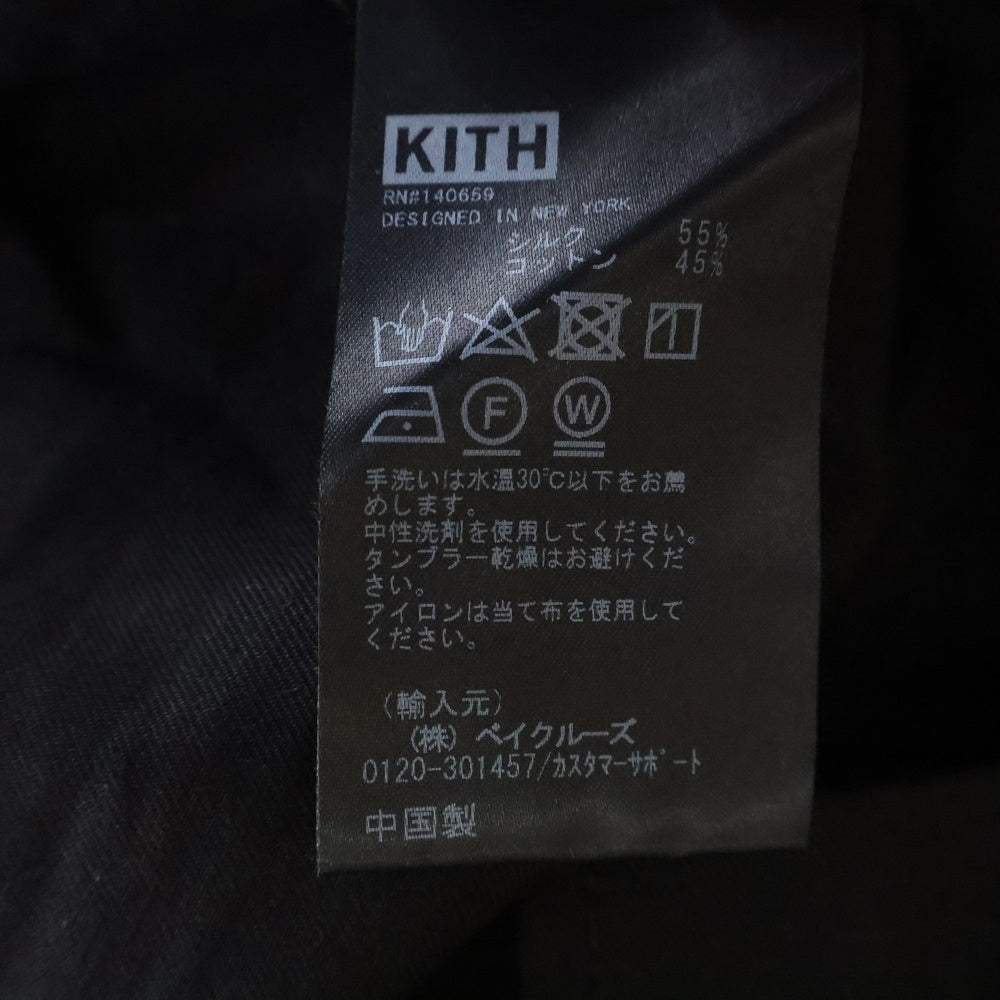 KITH
RN#140659
DESIGNED IN NEW YORK
シルク 55%
コットン 45%
F W
手洗いは水温30℃以下をお薦
めします。
中性洗剤を使用してください。
タンブラー乾燥はお避けくだ
さい。
アイロンは当て布を使用して
ください。
(輸入元)
(株) ベイクルーズ
0120-301457/カスタマーサポート
中国製